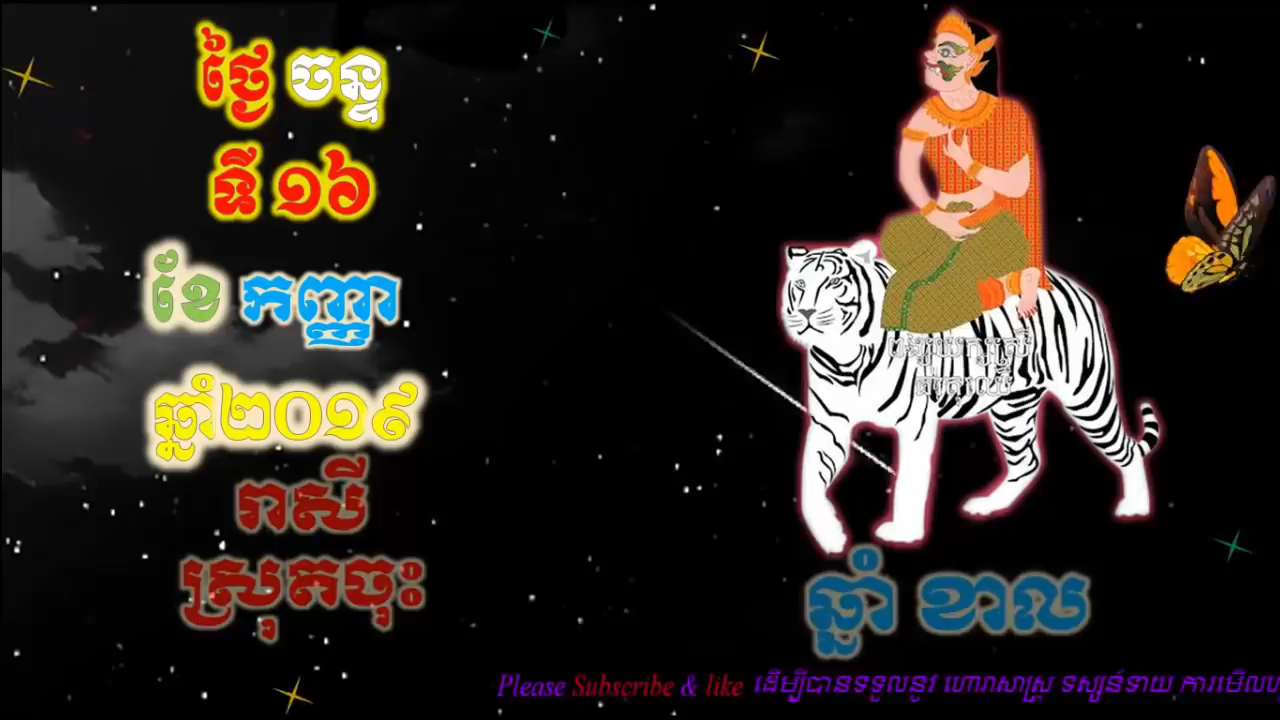 ថ្ងៃ ចន្ទ
ទី ១៦
ខែ កញ្ញា
ឆ្នាំ២០១៩
រាសី
ស្រុតចុះ
ឆ្នាំ ខាល
Please Subscribe & like ដើម្បីបានទទួលនូវ ហោរាសាស្ត្រ ទស្សន៍ទាយ ការមើល